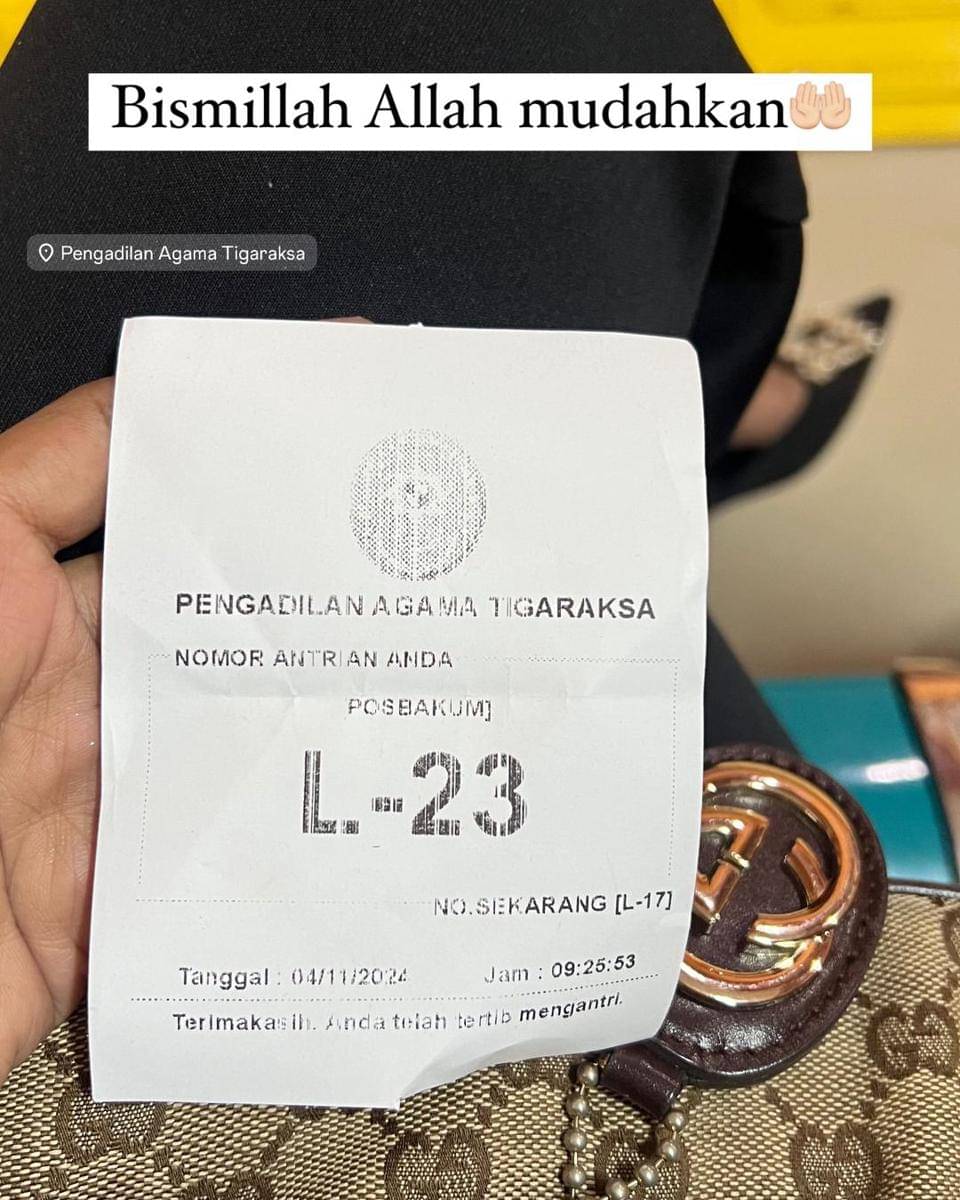 Bismillah Allah mudahkan🤲🏻
Pengadilan Agama Tigaraksa
PENGADILAN AGAMA TIGARAKSA
NOMOR ANTRIAN ANDA
POSBAKUM]
L-23
NO.SEKARANG [L-17]
Tanggal : 04/11/2024 Jam : 09:25:53
Terimakasih. Anda telah tertib mengantri.